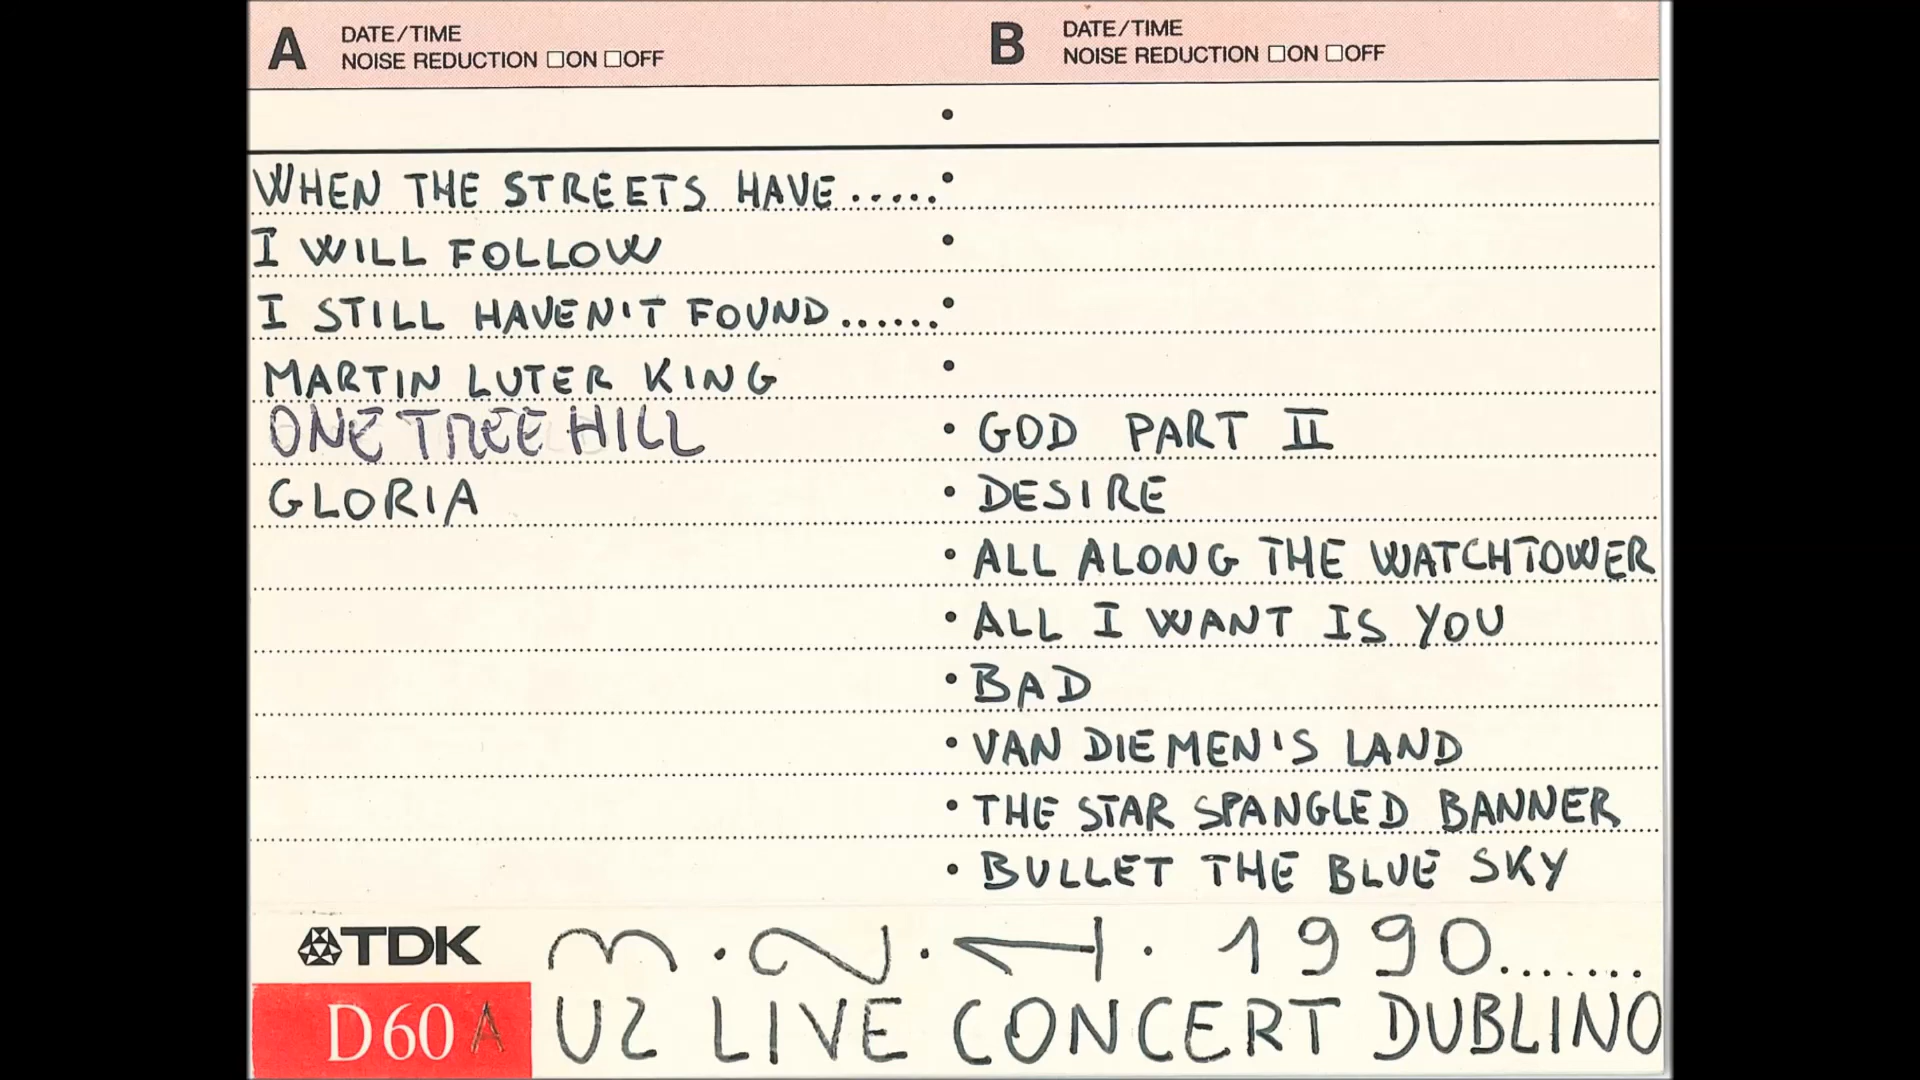 A DATE/TIME
NOISE REDUCTION □ON □OFF
B DATE/TIME
NOISE REDUCTION □ON □OFF
WHEN THE STREETS HAVE .....
I WILL FOLLOW
I STILL HAVEN'T FOUND ......
MARTIN LUTER KING
ONE TREE HILL
GLORIA
• GOD PART II
• DESIRE
• ALL ALONG THE WATCHTOWER
• ALL I WANT IS YOU
• BAD
• VAN DIEMEN'S LAND
• THE STAR SPANGLED BANNER
• BULLET THE BLUE SKY
TDK 3.2.1. 1990.......
D60 A U2 LIVE CONCERT DUBLINO